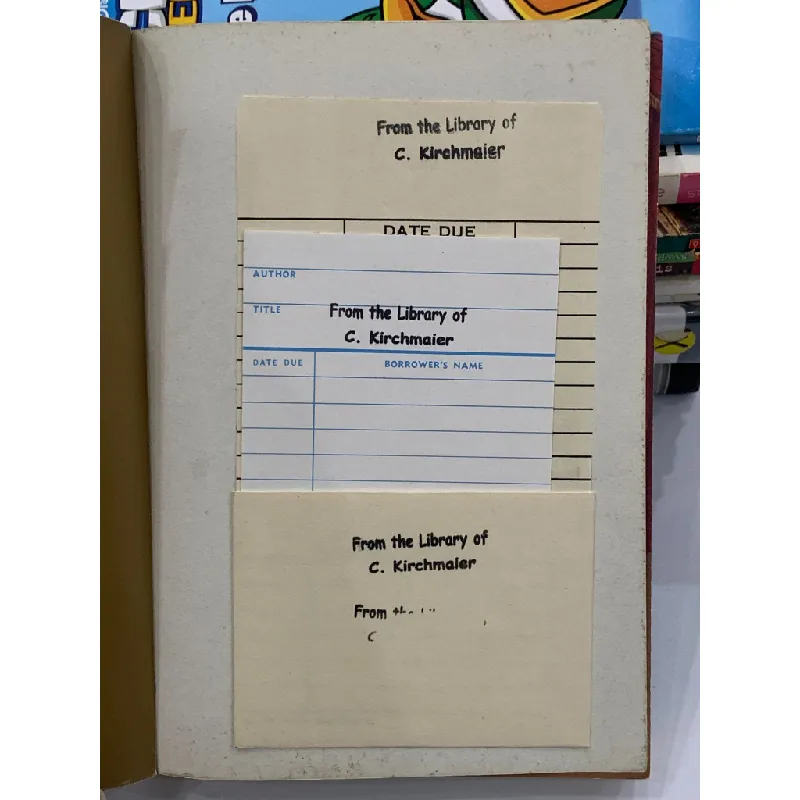 From the Library of
C. Kirchmaier
DATE DUE
AUTHOR
TITLE
From the Library of
C. Kirchmaier
DATE DUE BORROWER'S NAME
From the Library of
C. Kirchmaier
From
C